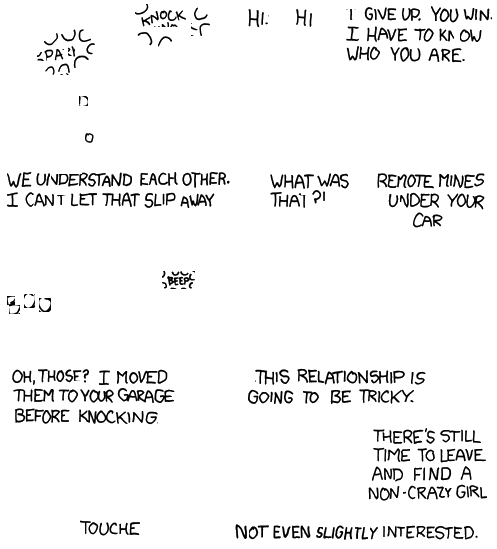 KNOCK
HI.
HI
I GIVE UP. YOU WIN.
I HAVE TO KNOW
WHO YOU ARE.
WE UNDERSTAND EACH OTHER.
I CAN'T LET THAT SLIP AWAY
WHAT WAS
THAT?!
REMOTE MINES
UNDER YOUR
CAR
BEEP
OH, THOSE? I MOVED
THEM TO YOUR GARAGE
BEFORE KNOCKING.
THIS RELATIONSHIP IS
GOING TO BE TRICKY.
THERE'S STILL
TIME TO LEAVE
AND FIND A
NON-CRAZY GIRL
TOUCHE
NOT EVEN SLIGHTLY INTERESTED.